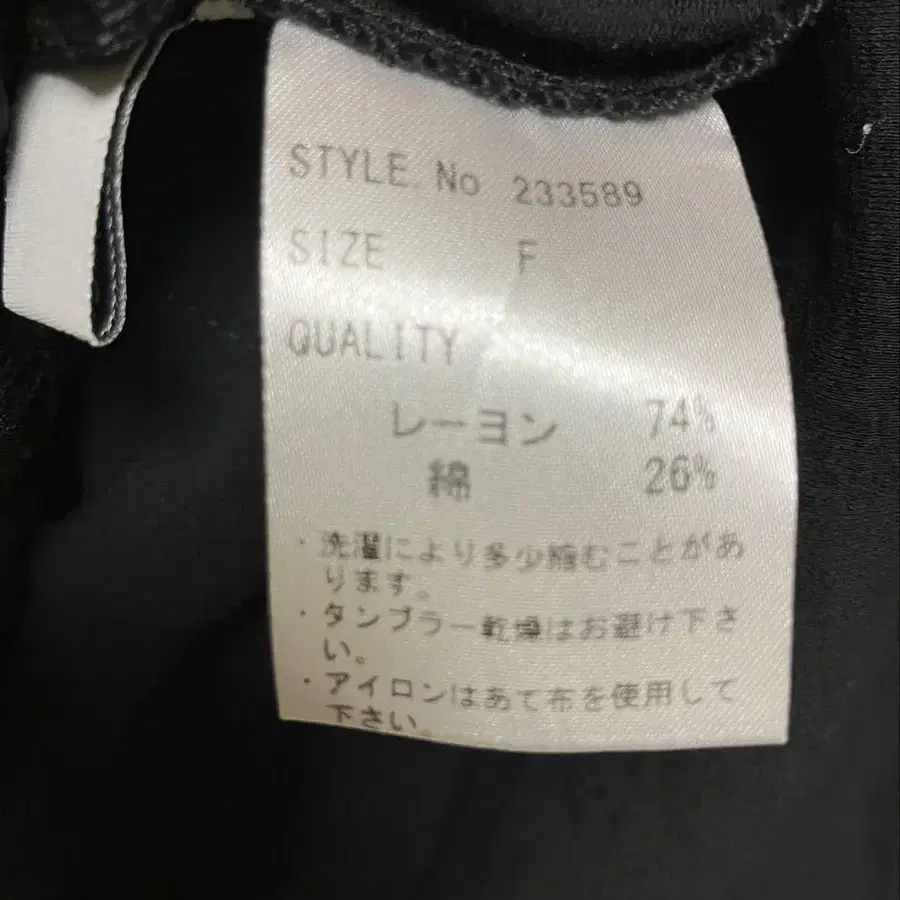 STYLE.No 233589
SIZE F
QUALITY
レーヨン 74%
綿 26%
・洗濯により多少縮むことがあ
ります。
・タンブラー乾燥はお避け下さ
い。
・アイロンはあて布を使用して
下さい。